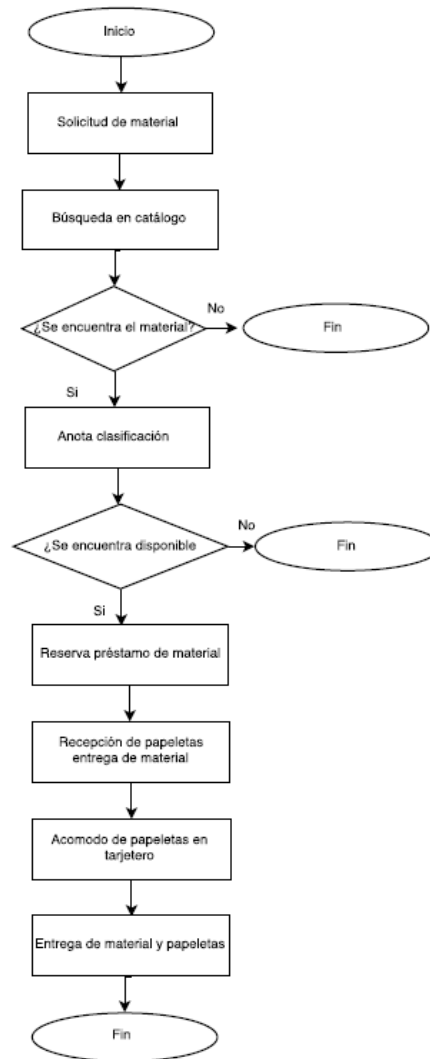 Inicio
Solicitud de material
Búsqueda en catálogo
¿Se encuentra el material?
No
Fin
Si
Anota clasificación
¿Se encuentra disponible
No
Fin
Si
Reserva préstamo de material
Recepción de papeletas
entrega de material
Acomodo de papeletas en
tarjetero
Entrega de material y papeletas
Fin